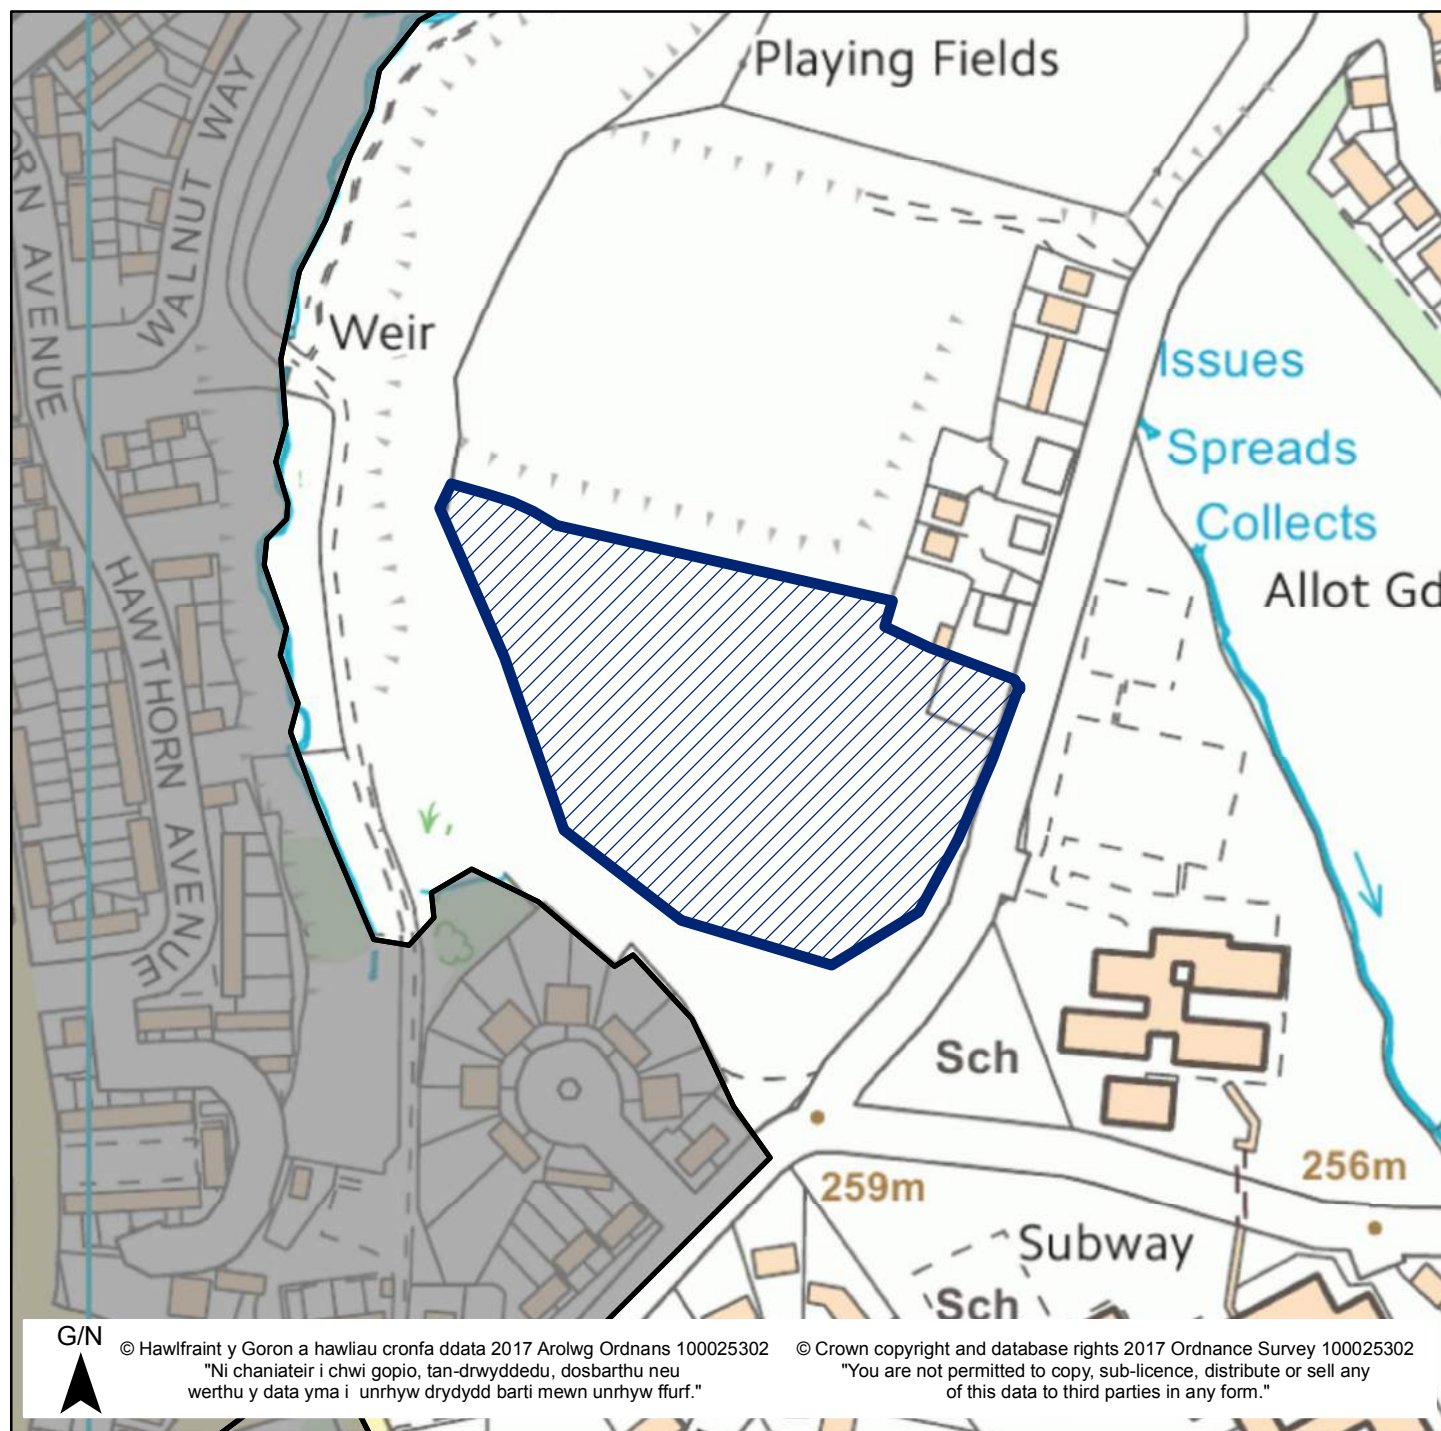 Playing Fields
WALNUT WAY
AVENUE
Weir
Issues
Spreads
Collects
Allot Gd
HAWTHORN AVENUE
Sch
259m
256m
Subway
Sch
G/N
© Hawlfraint y Goron a hawliau cronfa ddata 2017 Arolwg Ordnans 100025302
"Ni chaniateir i chwi gopio, tan-drwyddedu, dosbarthu neu
werthu y data yma i unrhyw drydydd barti mewn unrhyw ffurf."
© Crown copyright and database rights 2017 Ordnance Survey 100025302
"You are not permitted to copy, sub-licence, distribute or sell any
of this data to third parties in any form."